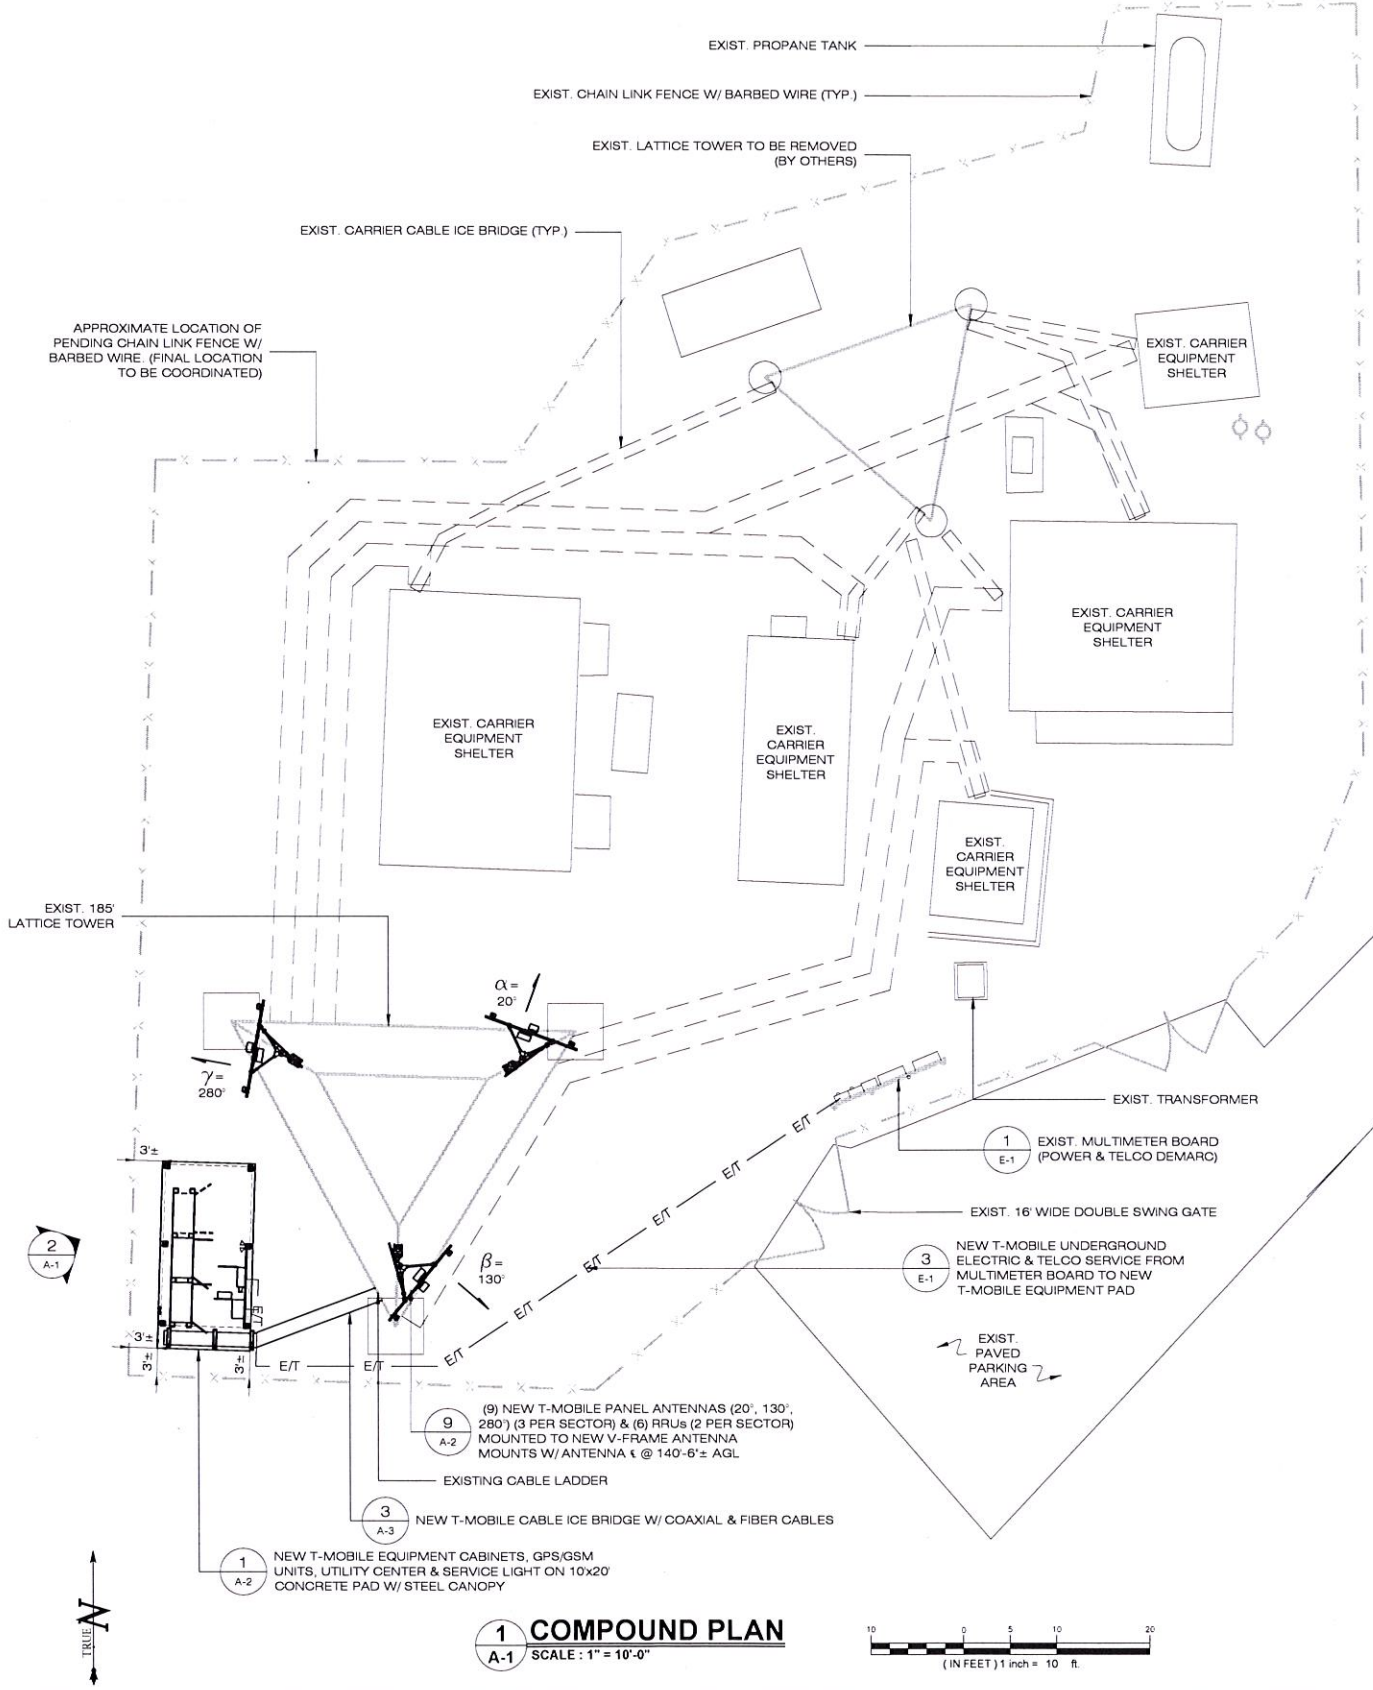 EXIST. PROPANE TANK
EXIST. CHAIN LINK FENCE W/ BARBED WIRE (TYP.)
EXIST. LATTICE TOWER TO BE REMOVED
(BY OTHERS)
EXIST. CARRIER CABLE ICE BRIDGE (TYP.)
APPROXIMATE LOCATION OF
PENDING CHAIN LINK FENCE W/
BARBED WIRE. (FINAL LOCATION
TO BE COORDINATED)
EXIST. CARRIER
EQUIPMENT
SHELTER
EXIST. CARRIER
EQUIPMENT
SHELTER
EXIST. CARRIER
EQUIPMENT
SHELTER
EXIST.
CARRIER
EQUIPMENT
SHELTER
EXIST.
CARRIER
EQUIPMENT
SHELTER
EXIST. 185'
LATTICE TOWER
α =
20°
γ =
280°
β =
130°
EXIST. TRANSFORMER
1
E-1
EXIST. MULTIMETER BOARD
(POWER & TELCO DEMARC)
EXIST. 16' WIDE DOUBLE SWING GATE
3
E-1
NEW T-MOBILE UNDERGROUND
ELECTRIC & TELCO SERVICE FROM
MULTIMETER BOARD TO NEW
T-MOBILE EQUIPMENT PAD
EXIST.
PAVED
PARKING
AREA
E/T
E/T
E/T
E/T
E/T
E/T
E/T
E/T
E/T
3'±
3'±
3'±
3'±
2
A-1
9
A-2
(9) NEW T-MOBILE PANEL ANTENNAS (20°, 130°,
280°) (3 PER SECTOR) & (6) RRUs (2 PER SECTOR)
MOUNTED TO NEW V-FRAME ANTENNA
MOUNTS W/ ANTENNA ℄ @ 140'-6"± AGL
EXISTING CABLE LADDER
3
A-3
NEW T-MOBILE CABLE ICE BRIDGE W/ COAXIAL & FIBER CABLES
1
A-2
NEW T-MOBILE EQUIPMENT CABINETS, GPS/GSM
UNITS, UTILITY CENTER & SERVICE LIGHT ON 10'x20'
CONCRETE PAD W/ STEEL CANOPY
TRUE N
1
A-1
COMPOUND PLAN
SCALE : 1" = 10'-0"
10 0 5 10 20
( IN FEET ) 1 inch = 10 ft.